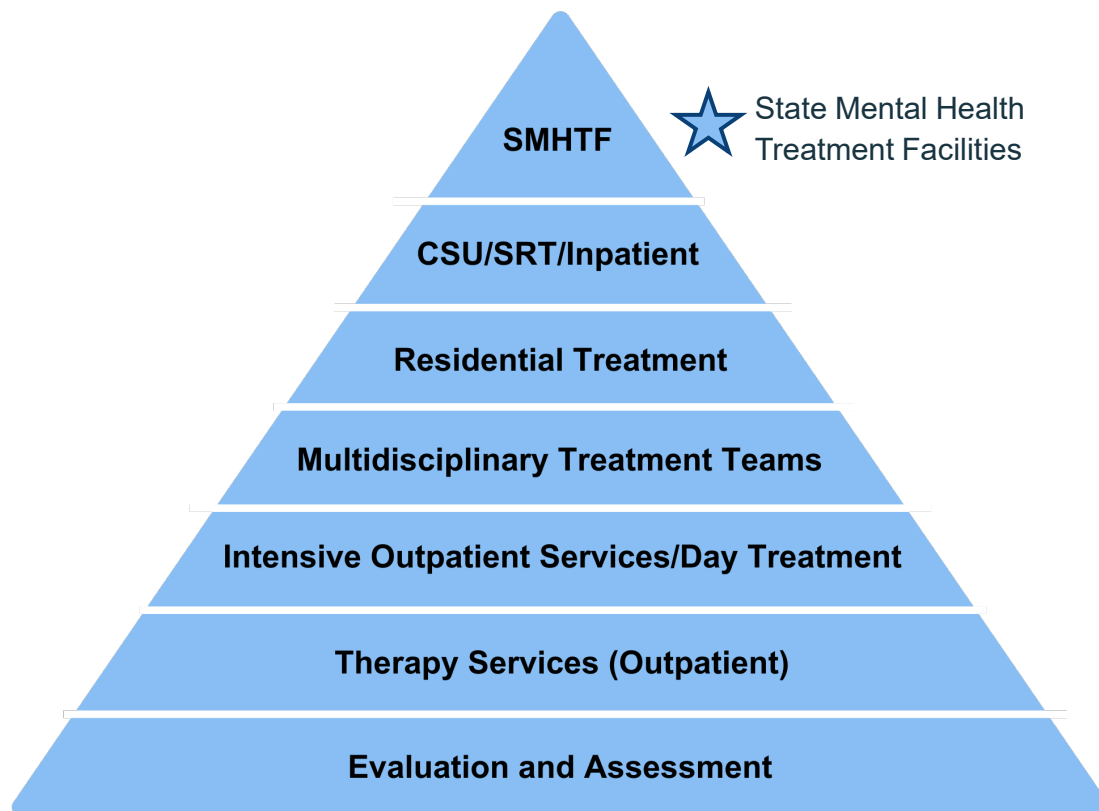 SMHTF
State Mental Health
Treatment Facilities
CSU/SRT/Inpatient
Residential Treatment
Multidisciplinary Treatment Teams
Intensive Outpatient Services/Day Treatment
Therapy Services (Outpatient)
Evaluation and Assessment